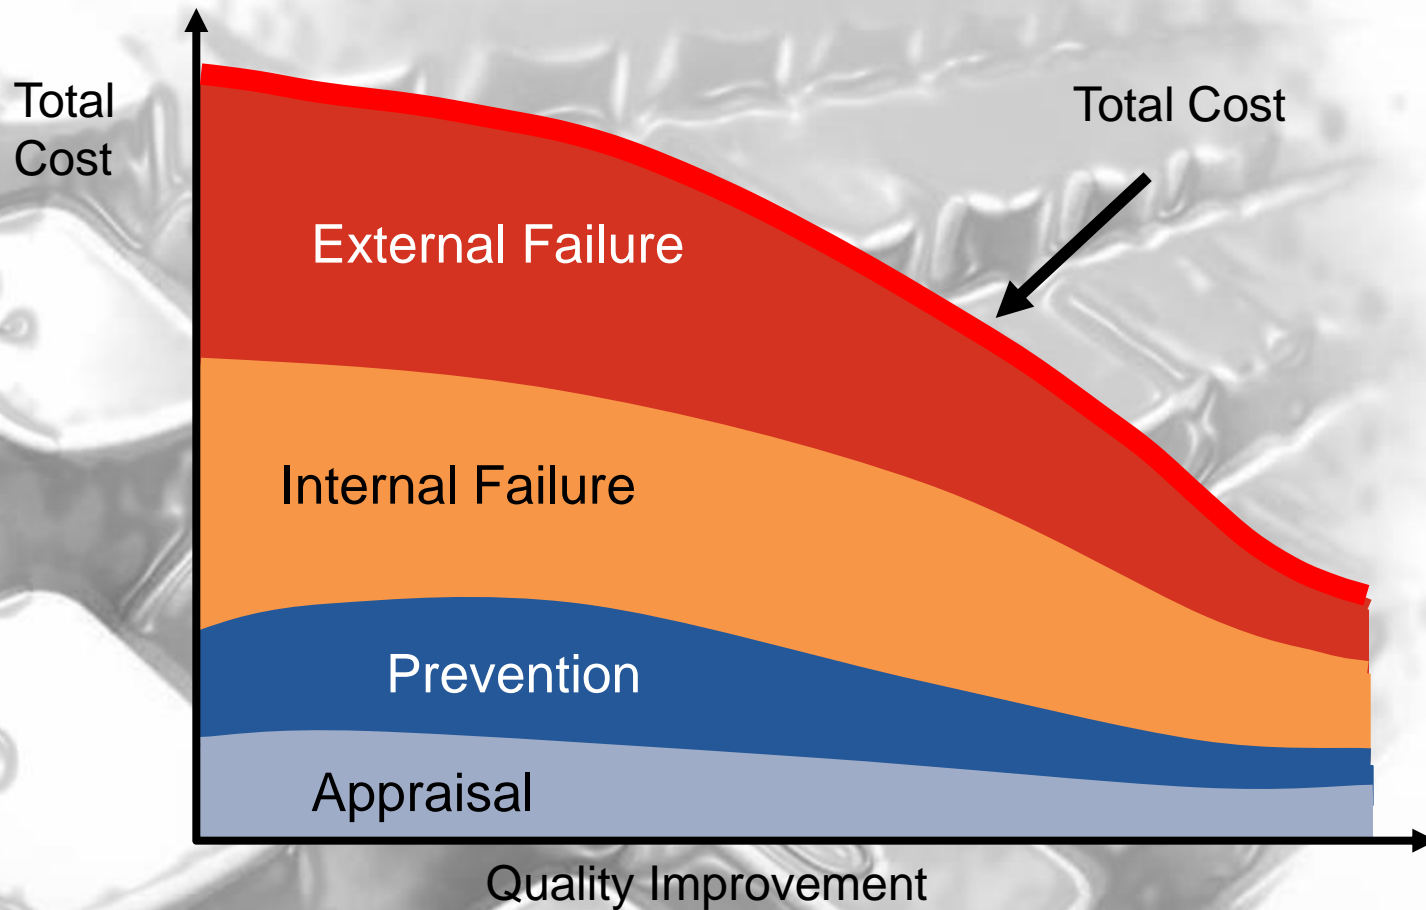 Total
Cost
Total Cost
External Failure
Internal Failure
Prevention
Appraisal
Quality Improvement